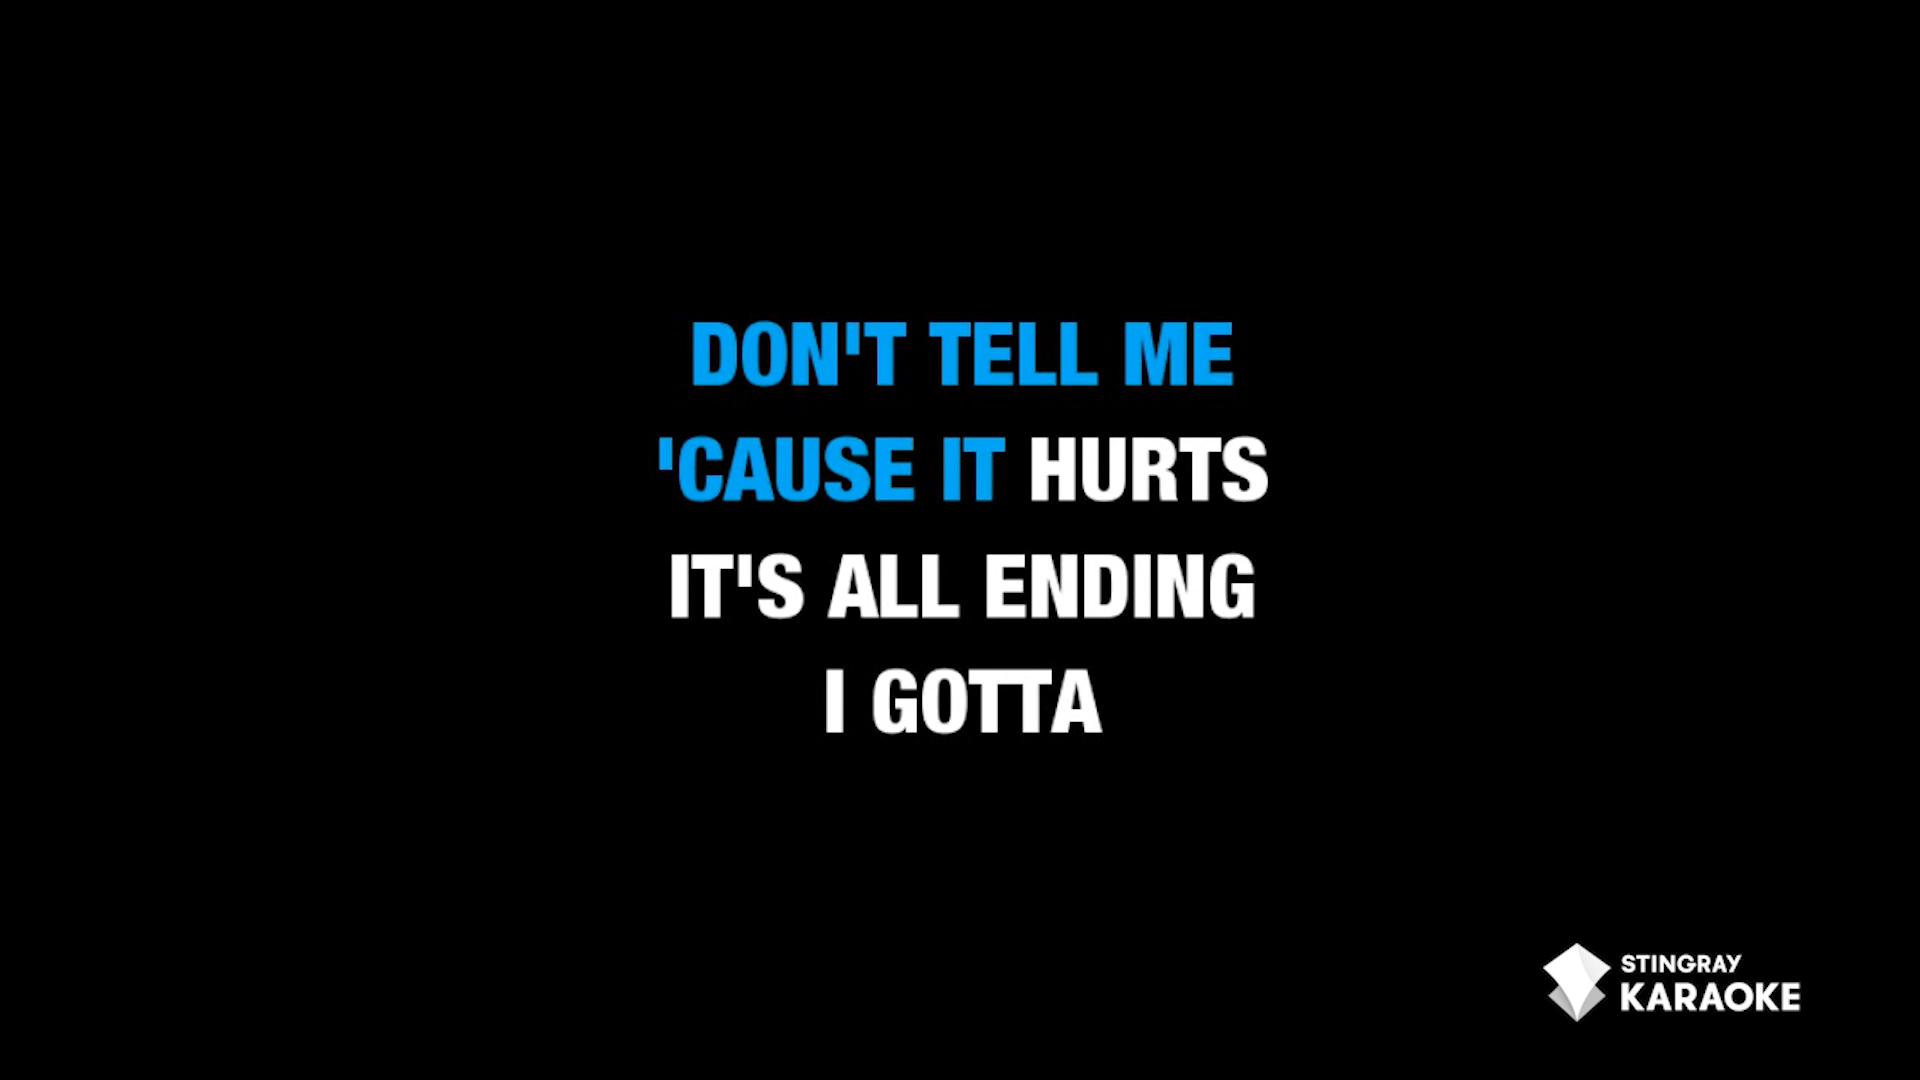 DON'T TELL ME
'CAUSE IT HURTS
IT'S ALL ENDING
I GOTTA
STINGRAY
KARAOKE